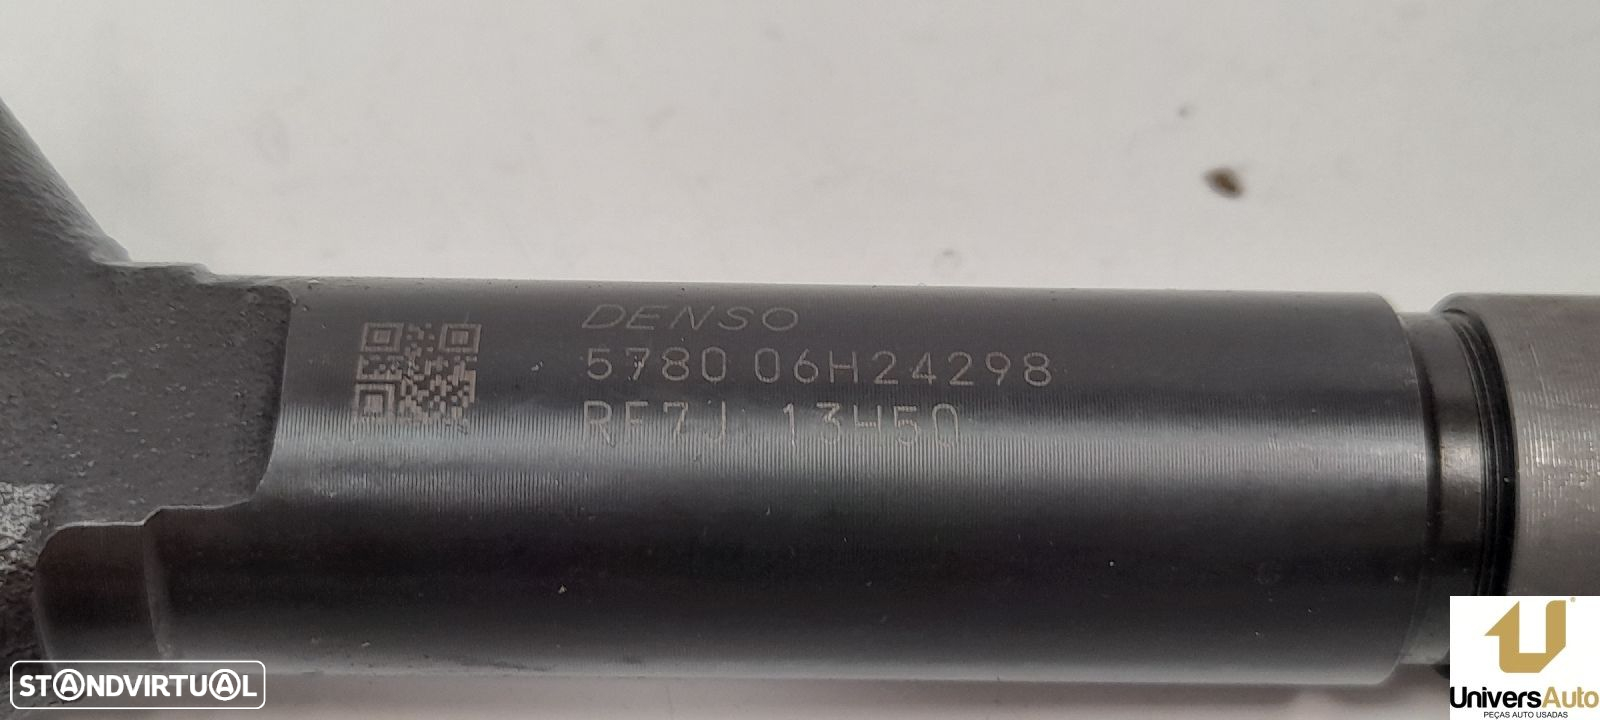 DENSO
5780 06H24298
RF7J 13H50
STANDVIRTUAL
UniversAuto
PEÇAS AUTO USADAS